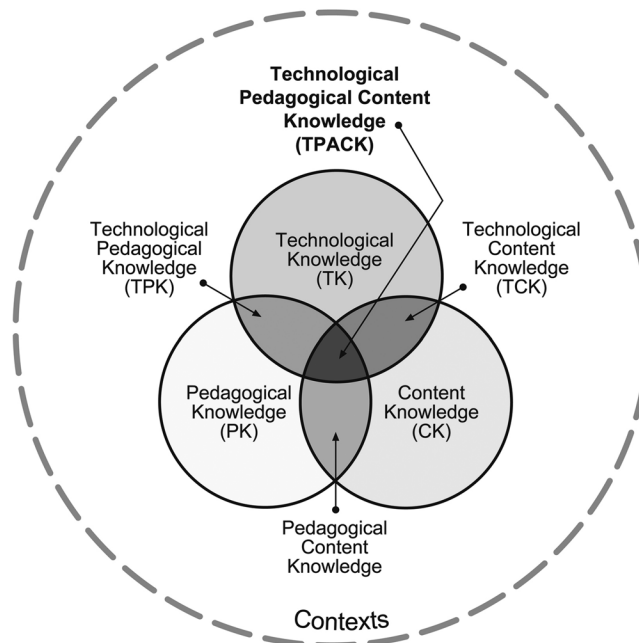 Technological
Pedagogical Content
Knowledge
(TPACK)
Technological
Pedagogical
Knowledge
(TPK)
Technological
Knowledge
(TK)
Technological
Content
Knowledge
(TCK)
Pedagogical
Knowledge
(PK)
Content
Knowledge
(CK)
Pedagogical
Content
Knowledge
Contexts